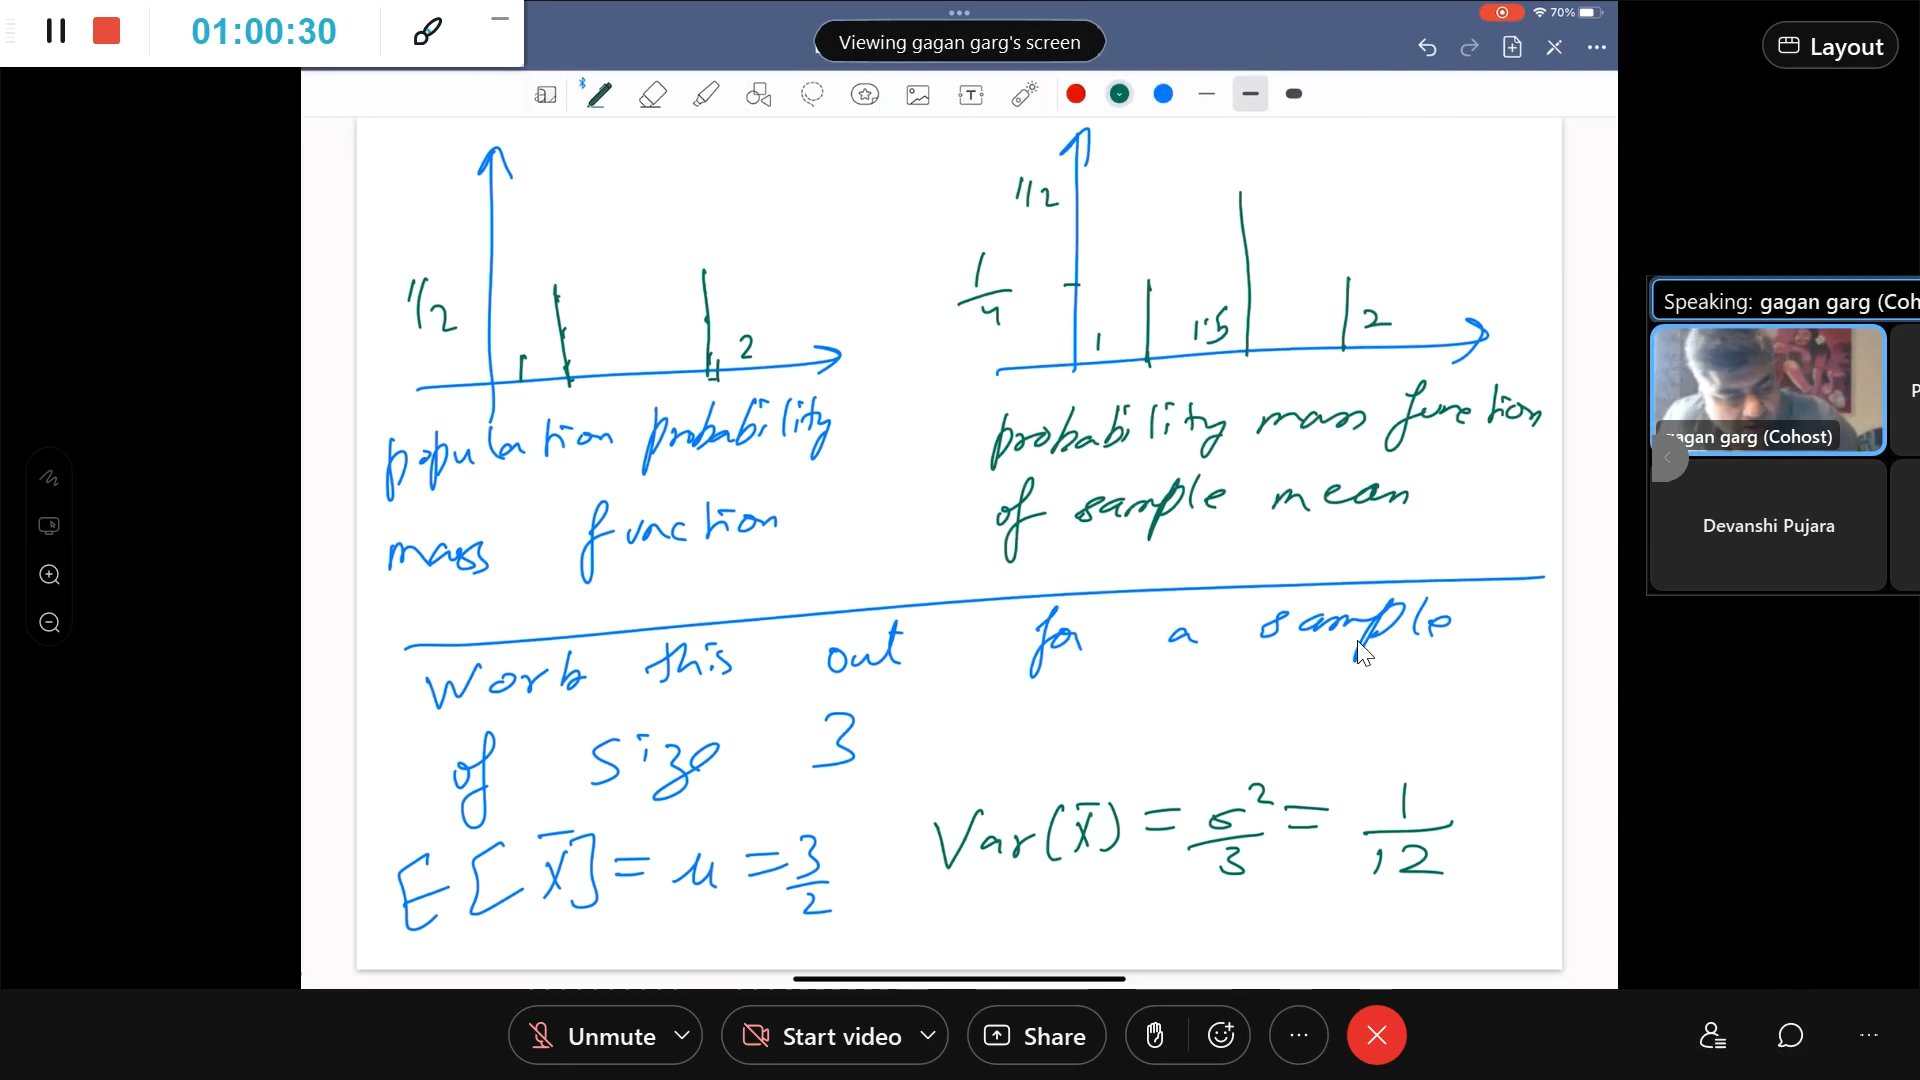 01:00:30
Viewing gagan garg's screen
70%
Layout
1/2
1
2
1/2
1/4
1
1.5
2
population probability
mass function
probability mass function
of sample mean
Work this out for a sample
of size 3
E[X̄] = μ = 3/2
Var(X̄) = σ²/3 = 1/12
Speaking: gagan garg (Coh
gagan garg (Cohost)
P
Devanshi Pujara
Unmute
Start video
Share